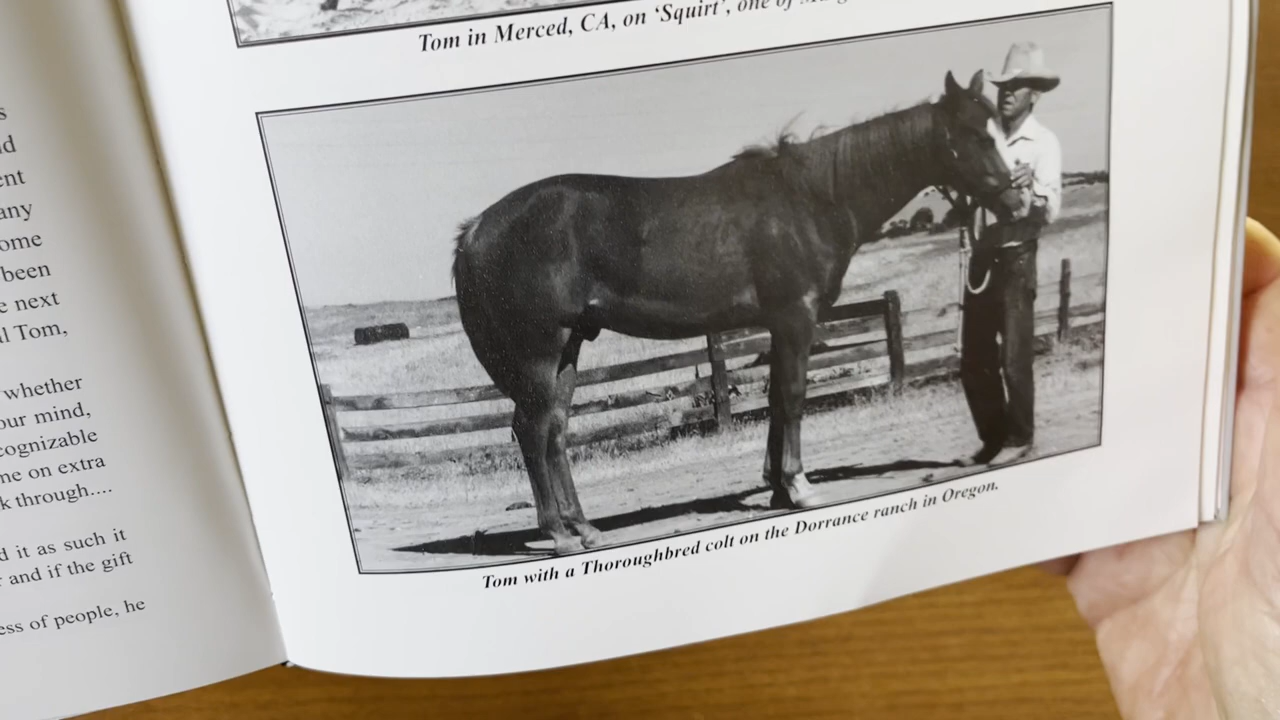 s
nd
ent
any
ome
been
e next
l Tom,
whether
our mind,
cognizable
me on extra
k through....
d it as such it
r and if the gift
ess of people, he
Tom in Merced, CA, on ‘Squirt’, one of
Tom with a Thoroughbred colt on the Dorrance ranch in Oregon.